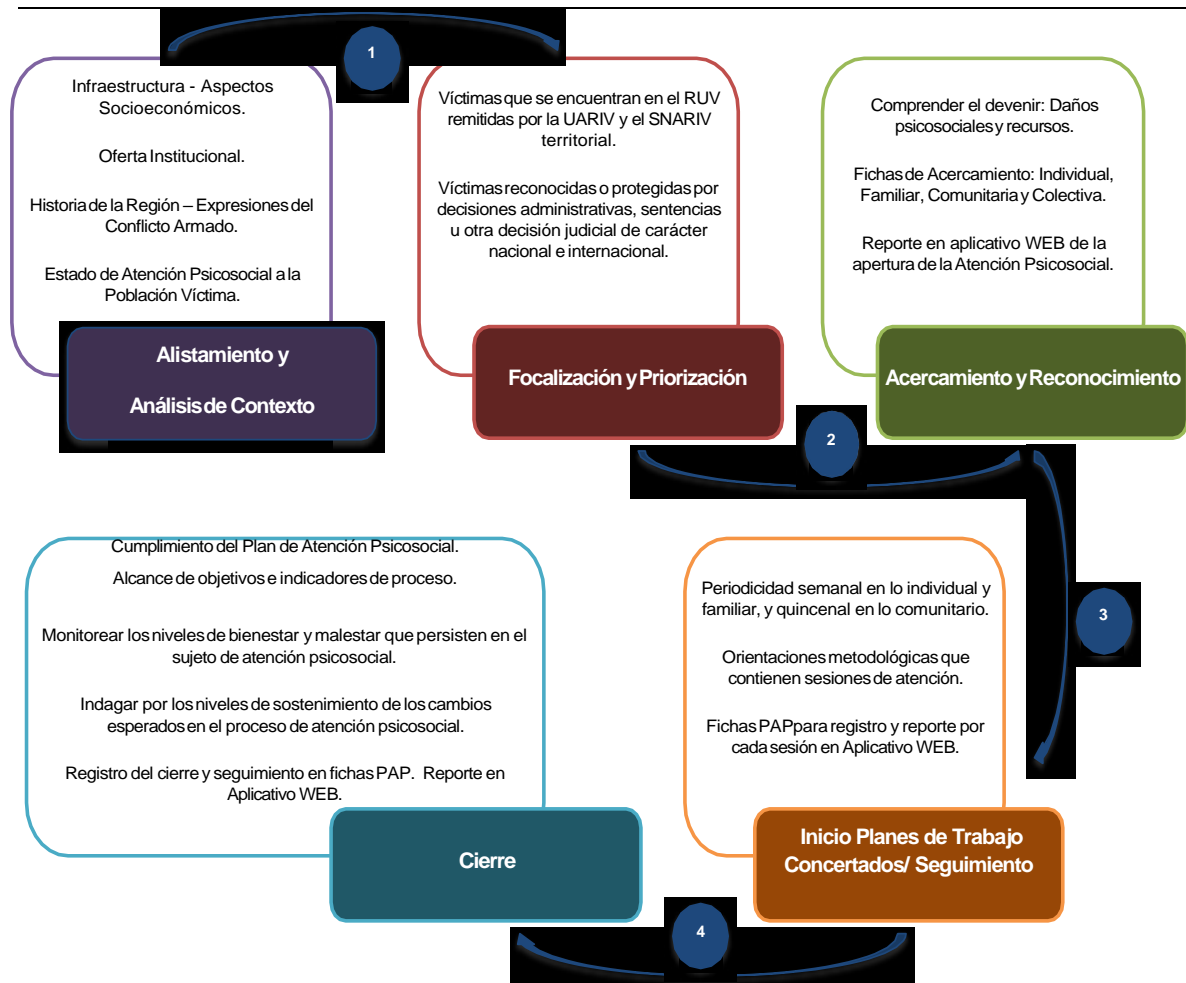 1
Infraestructura - Aspectos
Socioeconómicos.
Oferta Institucional.
Historia de la Región – Expresiones del
Conflicto Armado.
Estado de Atención Psicosocial a la
Población Víctima.
Alistamiento y
Análisis de Contexto
Víctimas que se encuentran en el RUV
remitidas por la UARIV y el SNARIV
territorial.
Víctimas reconocidas o protegidas por
decisiones administrativas, sentencias
u otra decisión judicial de carácter
nacional e internacional.
Focalización y Priorización
Comprender el devenir: Daños
psicosociales y recursos.
Fichas de Acercamiento: Individual,
Familiar, Comunitaria y Colectiva.
Reporte en aplicativo WEB de la
apertura de la Atención Psicosocial.
Acercamiento y Reconocimiento
2
3
Periodicidad semanal en lo individual y
familiar, y quincenal en lo comunitario.
Orientaciones metodológicas que
contienen sesiones de atención.
Fichas PAP para registro y reporte por
cada sesión en Aplicativo WEB.
Inicio Planes de Trabajo
Concertados/ Seguimiento
4
Cumplimiento del Plan de Atención Psicosocial.
Alcance de objetivos e indicadores de proceso.
Monitorear los niveles de bienestar y malestar que persisten en el
sujeto de atención psicosocial.
Indagar por los niveles de sostenimiento de los cambios
esperados en el proceso de atención psicosocial.
Registro del cierre y seguimiento en fichas PAP. Reporte en
Aplicativo WEB.
Cierre